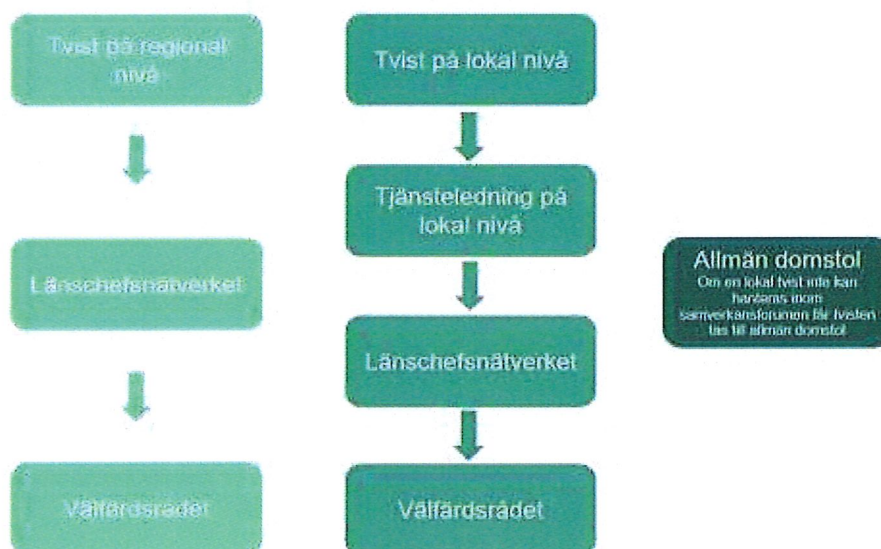 Tvist på regional
nivå
Länschefsnätverket
Välfärdsrådet
Tvist på lokal nivå
Tjänsteledning på
lokal nivå
Länschefsnätverket
Välfärdsrådet
Allmän domstol
Om en lokal tvist inte kan
hanteras inom
samverkansforumen får tvisten
tas till allmän domstol